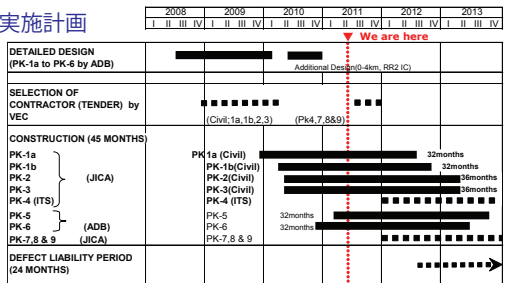 実施計画
2008 2009 2010 2011 2012 2013
I II III IV I II III IV I II III IV I II III IV I II III IV I II III IV
We are here
DETAILED DESIGN
(PK-1a to PK-6 by ADB)
Additional Design(0-4km, RR2 IC)
SELECTION OF
CONTRACTOR (TENDER) by
VEC
(Civil;1a,1b,2,3) (Pk4,7,8&9)
CONSTRUCTION (45 MONTHS)
PK-1a PK1a (Civil) 32months
PK-1b PK-1b(Civil) 32months
PK-2 (JICA) PK-2(Civil) 36months
PK-3 PK-3(Civil) 36months
PK-4 (ITS) PK-4 (ITS)
PK-5 PK-5 32months
PK-6 (ADB) PK-6 32months
PK-7,8 & 9 (JICA) PK-7,8 & 9
DEFECT LIABILITY PERIOD
(24 MONTHS)